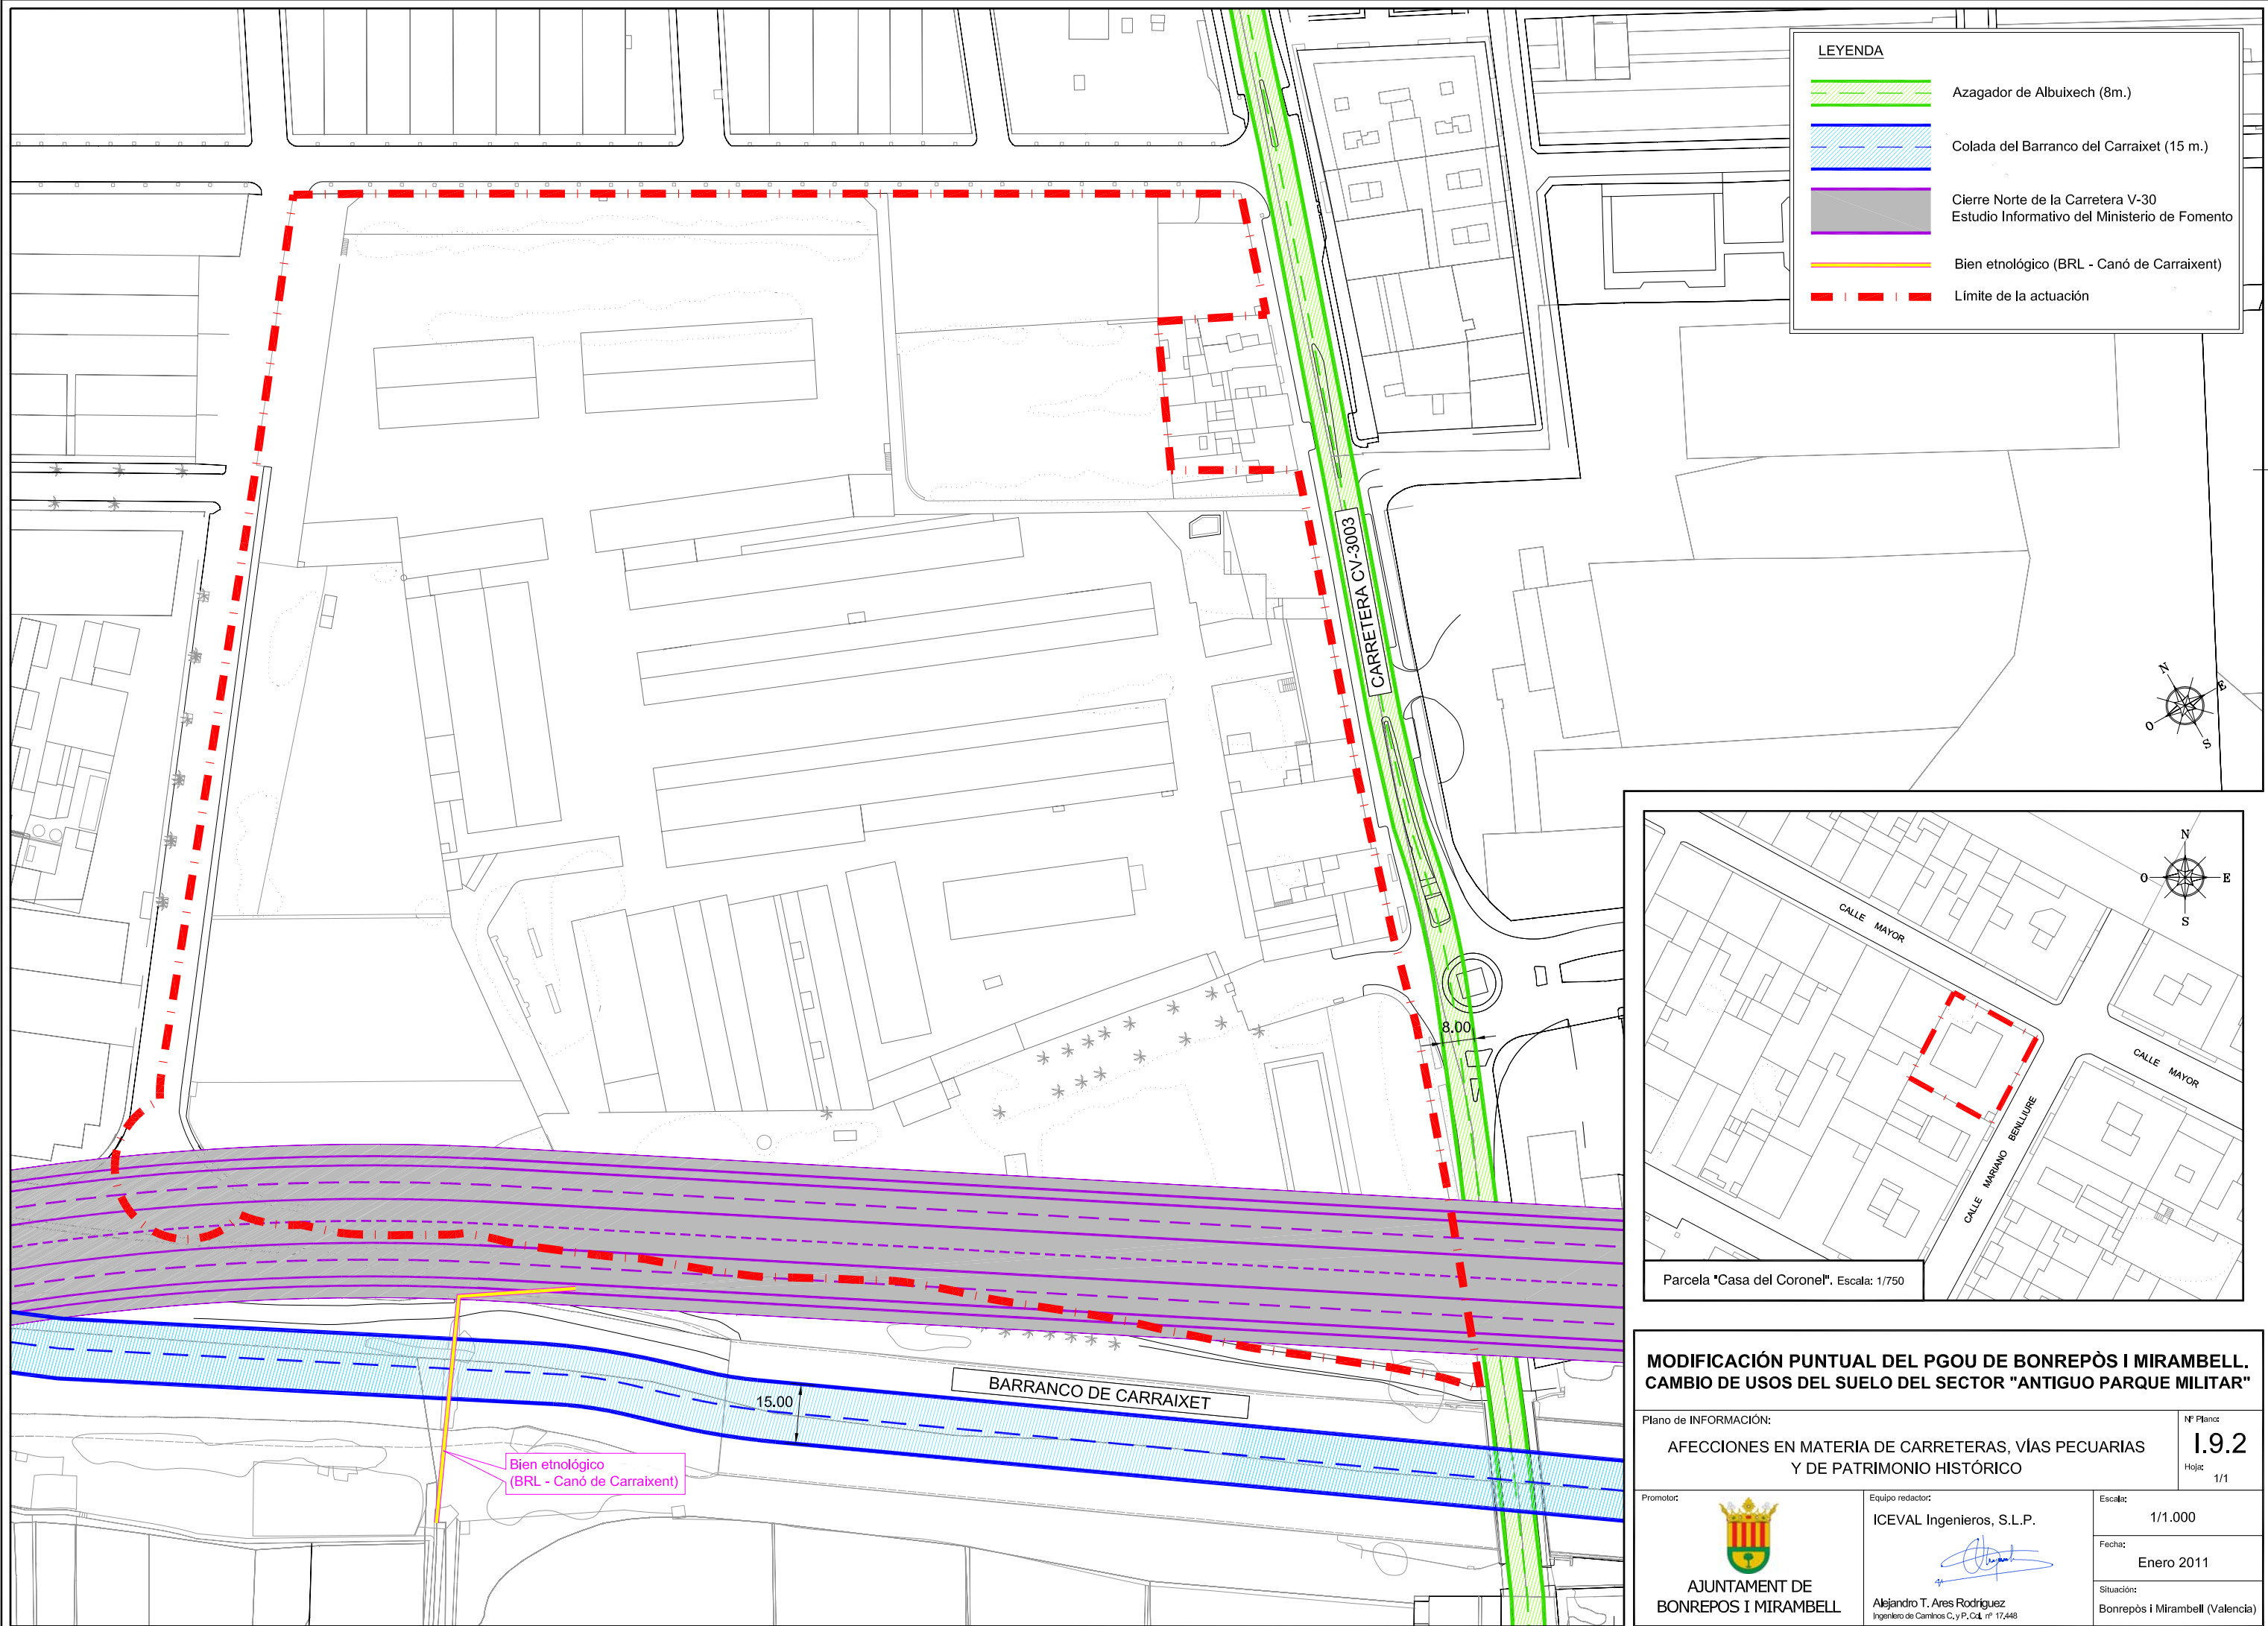 LEYENDA
Azagador de Albuixech (8m.)
Colada del Barranco del Carraixet (15 m.)
Cierre Norte de la Carretera V-30
Estudio Informativo del Ministerio de Fomento
Bien etnológico (BRL - Canó de Carraixent)
Límite de la actuación
CARRETERA CV-3003
N
E
O
S
8.00
15.00
BARRANCO DE CARRAIXET
Bien etnológico
(BRL - Canó de Carraixent)
N
O
E
S
CALLE MAYOR
CALLE MAYOR
CALLE MARIANO BENLLIURE
Parcela "Casa del Coronel". Escala: 1/750
MODIFICACIÓN PUNTUAL DEL PGOU DE BONREPÒS I MIRAMBELL.
CAMBIO DE USOS DEL SUELO DEL SECTOR "ANTIGUO PARQUE MILITAR"
Plano de INFORMACIÓN:
AFECCIONES EN MATERIA DE CARRETERAS, VÍAS PECUARIAS
Y DE PATRIMONIO HISTÓRICO
Nº Plano:
I.9.2
Hoja:
1/1
Promotor:
AJUNTAMENT DE
BONREPOS I MIRAMBELL
Equipo redactor:
ICEVAL Ingenieros, S.L.P.
Alejandro T. Ares Rodríguez
Ingeniero de Caminos C. y P. Col. nº 17.448
Escala:
1/1.000
Fecha:
Enero 2011
Situación:
Bonrepòs i Mirambell (Valencia)